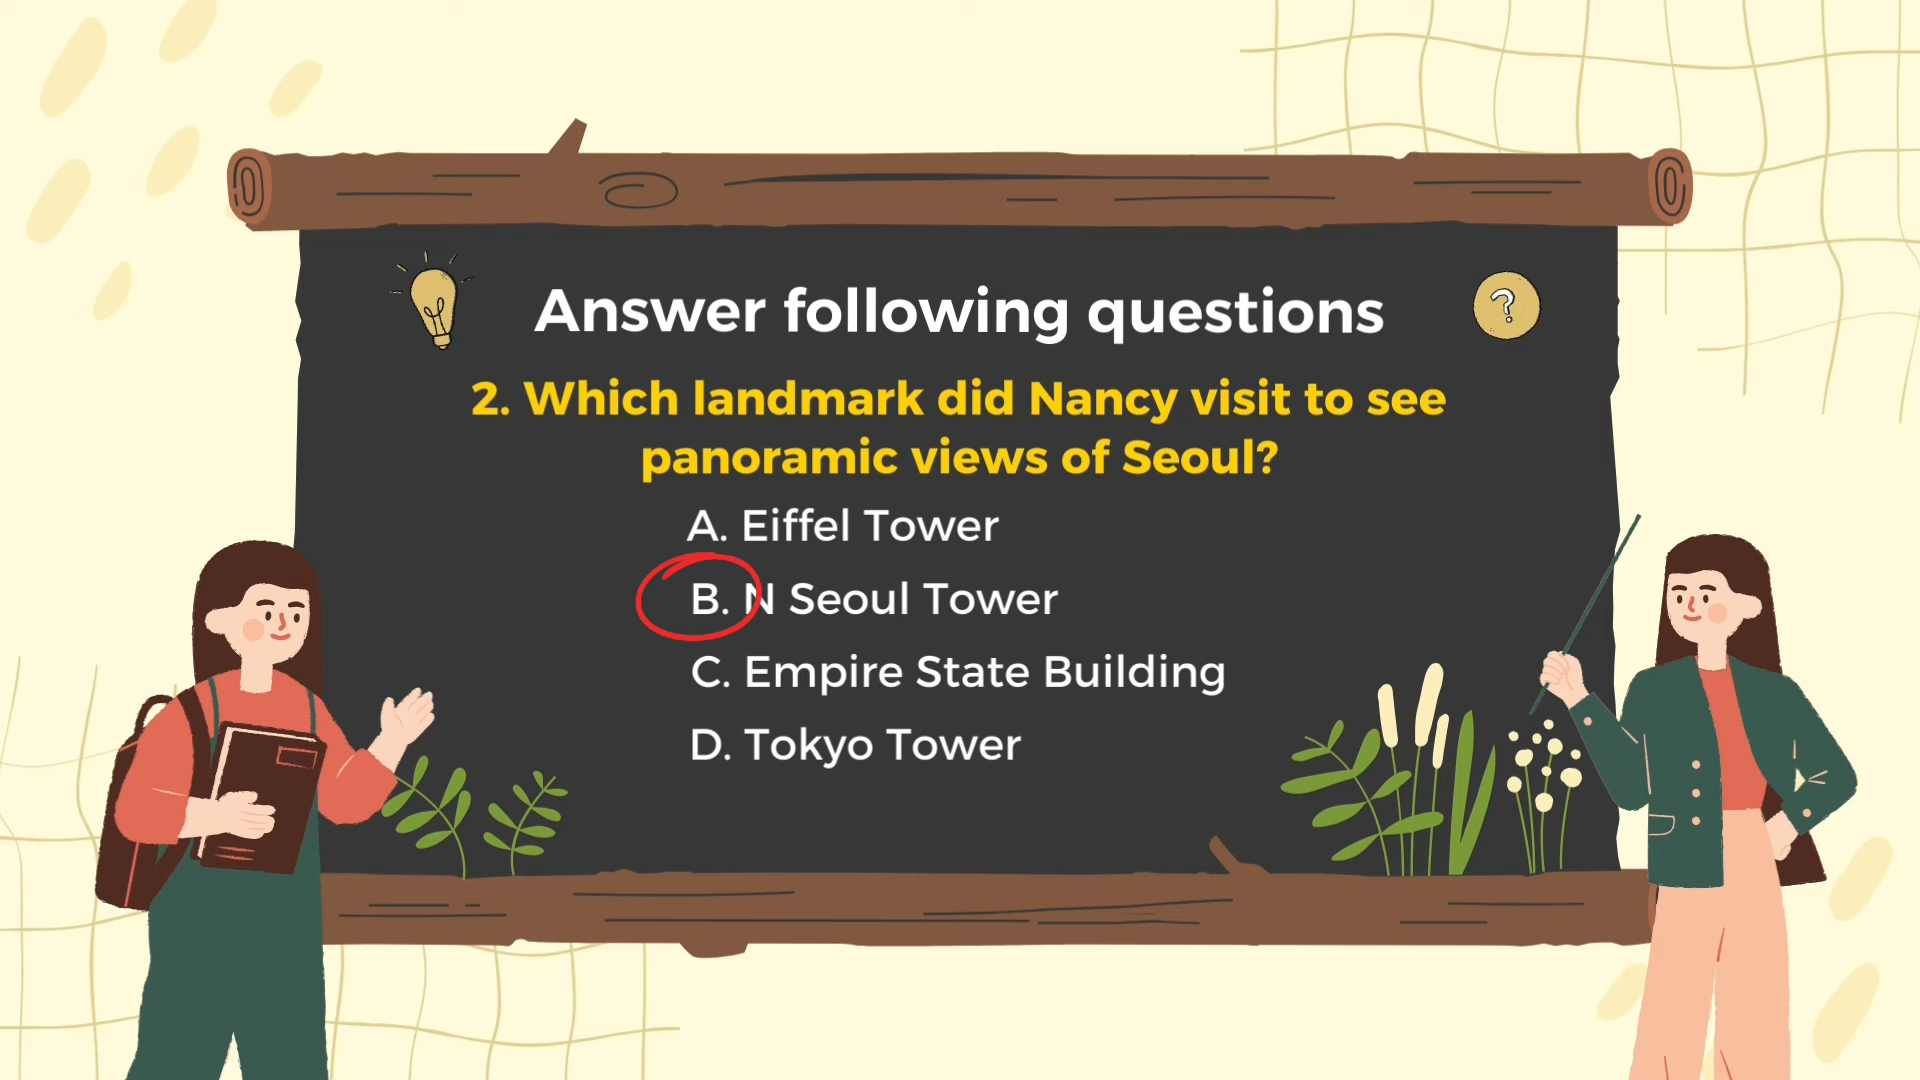 Answer following questions
2. Which landmark did Nancy visit to see
panoramic views of Seoul?
A. Eiffel Tower
B. N Seoul Tower
C. Empire State Building
D. Tokyo Tower